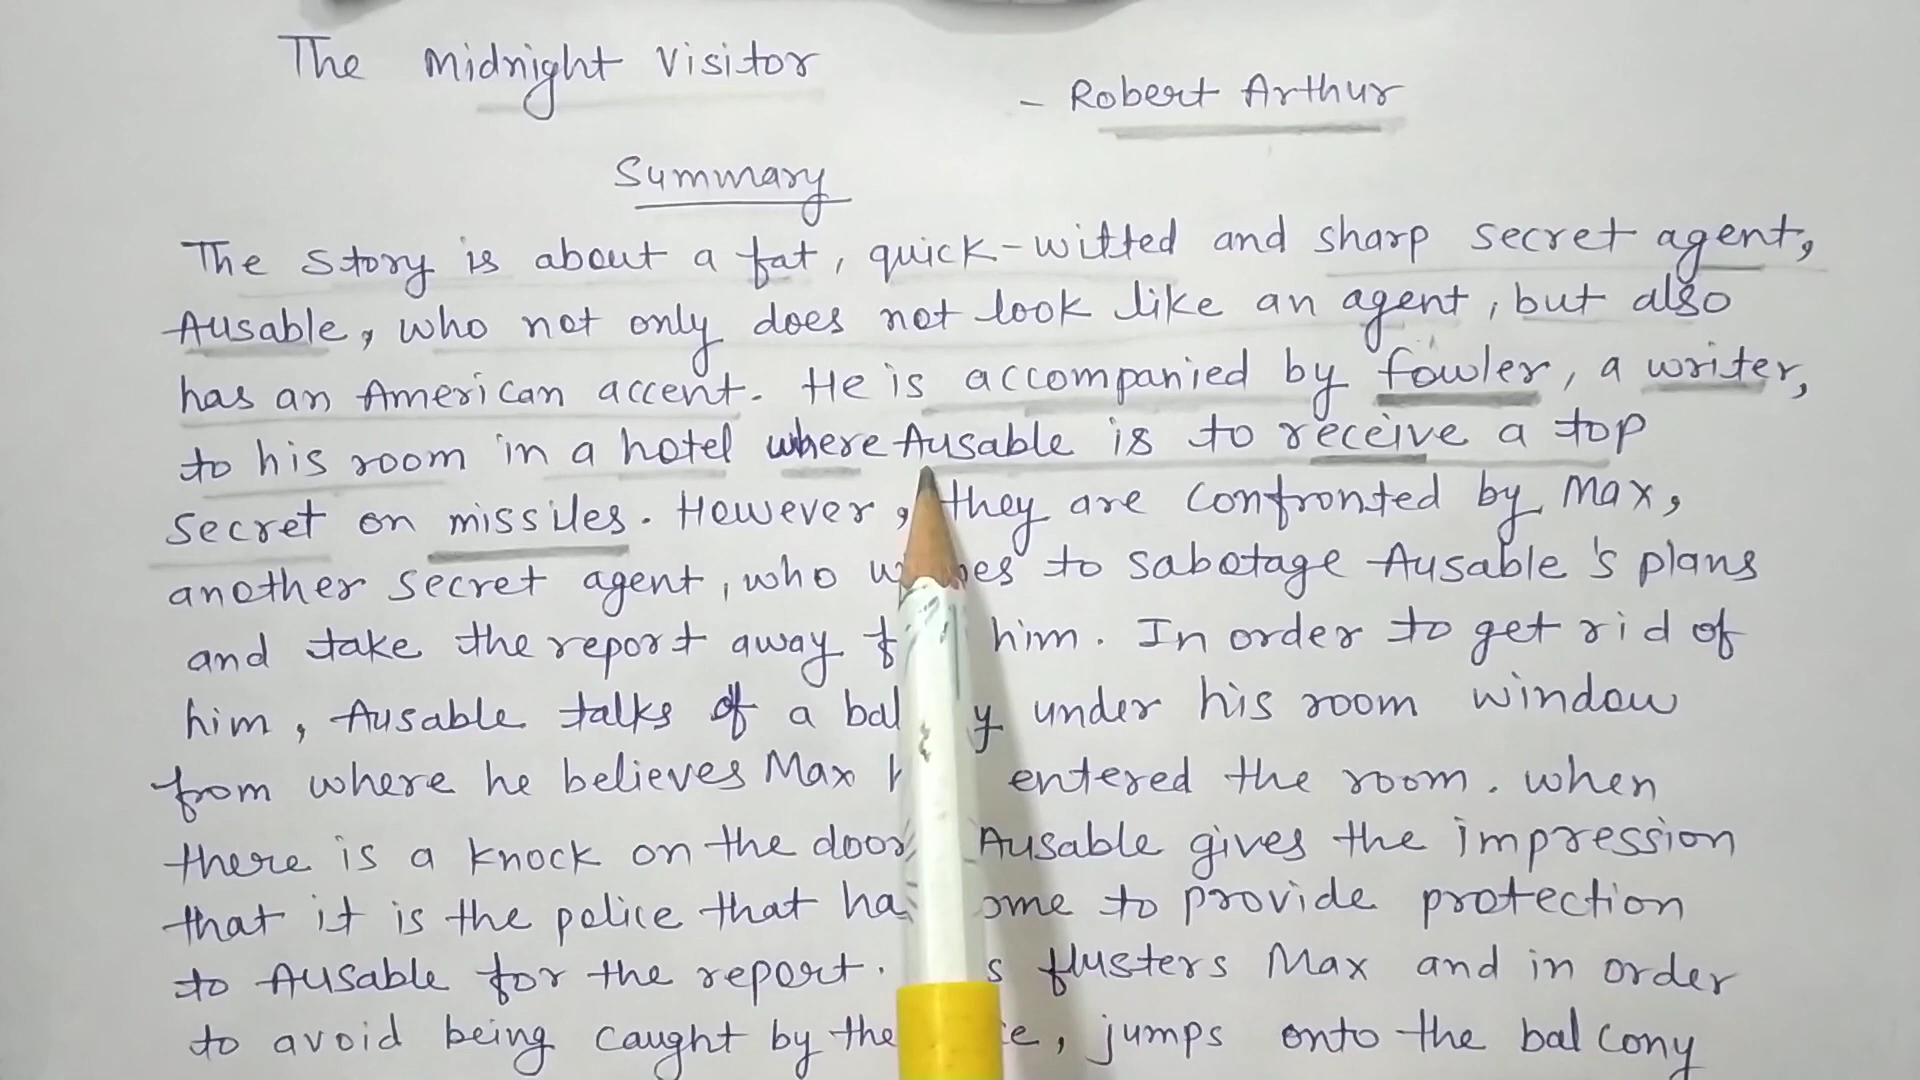 The Midnight Visitor
- Robert Arthur
Summary
The story is about a fat, quick-witted and sharp secret agent,
Ausable, who not only does not look like an agent, but also
has an American accent. He is accompanied by fowler, a writer,
to his room in a hotel where Ausable is to receive a top
secret on missiles. However, they are confronted by Max,
another secret agent, who to sabotage Ausable's plans
and take the report away him. In order to get rid of
him, Ausable talks of a under his room window
from where he believes Max entered the room. when
there is a knock on the door Ausable gives the impression
that it is the police that to provide protection
to Ausable for the report. flusters Max and in order
to avoid being caught by the , jumps onto the balcony